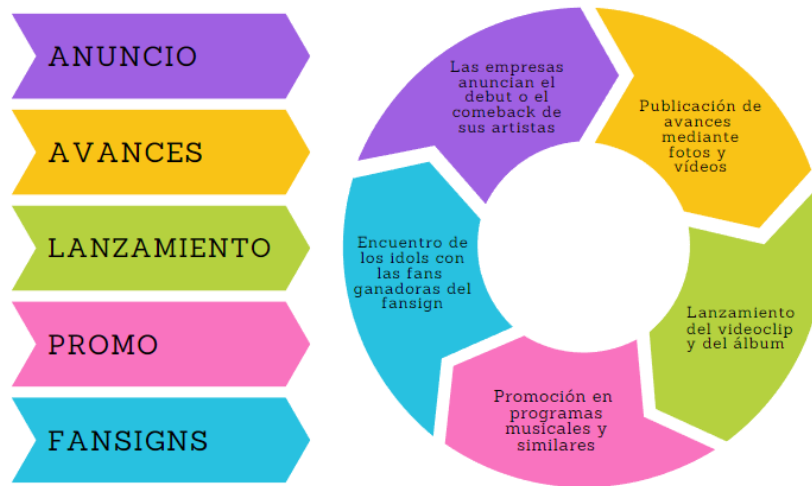 ANUNCIO
AVANCES
LANZAMIENTO
PROMO
FANSIGNS
Las empresas
anuncian el
debut o el
comeback de
sus artistas
Publicación de
avances
mediante
fotos y
vídeos
Lanzamiento
del videoclip
y del álbum
Promoción en
programas
musicales y
similares
Encuentro de
los idols con
las fans
ganadoras del
fansign